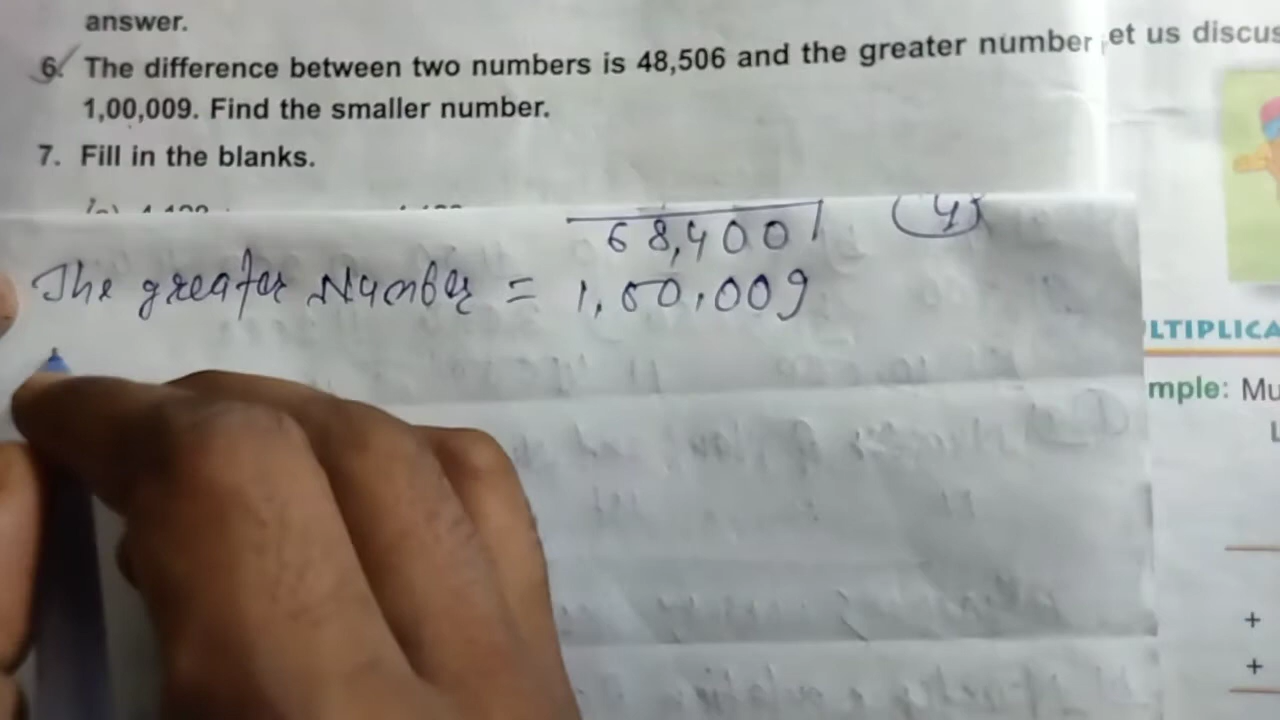 answer.
6. The difference between two numbers is 48,506 and the greater number
1,00,009. Find the smaller number.
7. Fill in the blanks.
68,400
The greater Number = 1,00,009
et us discus
LTIPLICA
mple: Mu
L
+
+